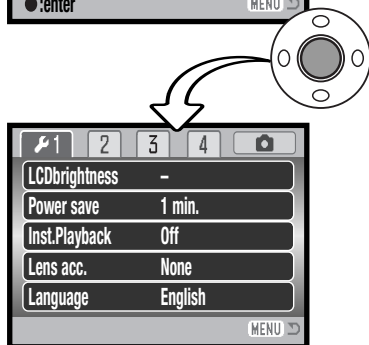 ●:enter MENU
1 2 3 4
LCDbrightness –
Power save 1 min.
Inst.Playback Off
Lens acc. None
Language English
MENU